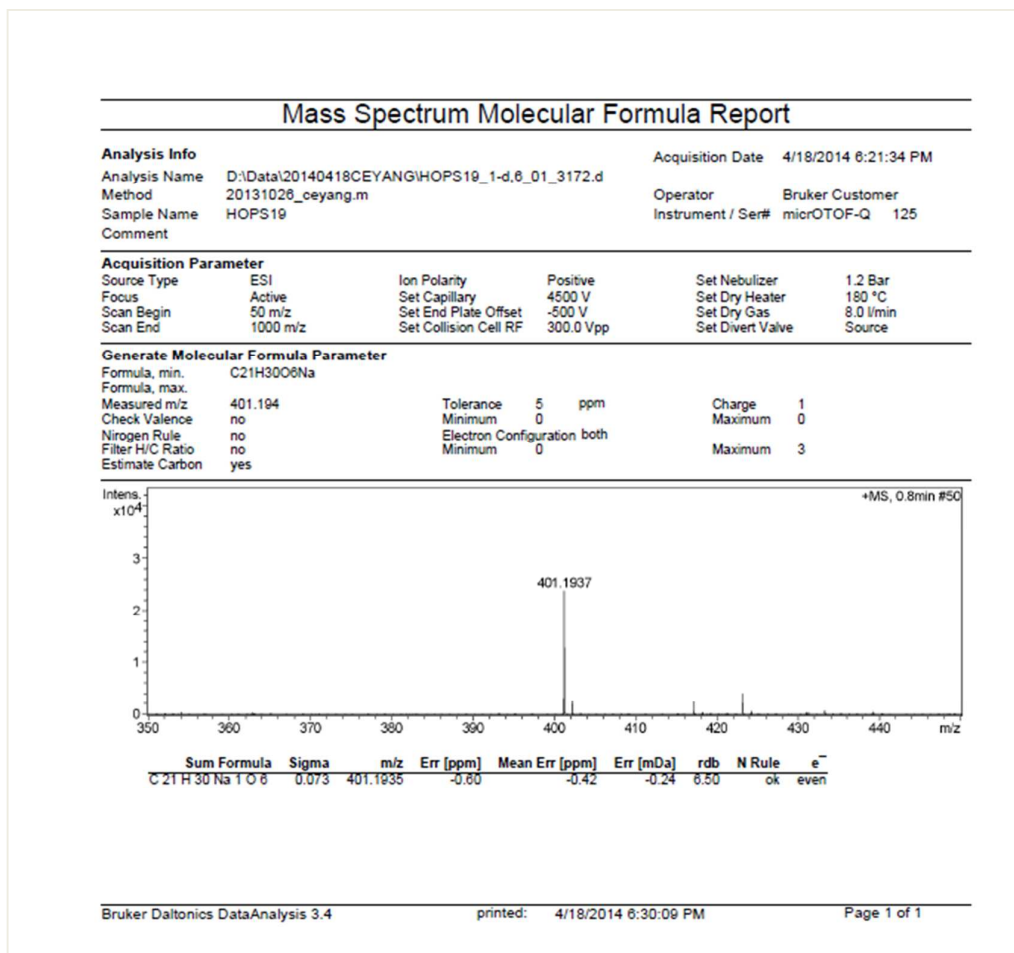 Mass Spectrum Molecular Formula Report
Analysis Info Acquisition Date 4/18/2014 6:21:34 PM
Analysis Name D:\Data\20140418CEYANG\HOPS19_1-d,6_01_3172.d
Method 20131026_ceyang.m Operator Bruker Customer
Sample Name HOPS19 Instrument / Ser# micrOTOF-Q 125
Comment
Acquisition Parameter
Source Type ESI Ion Polarity Positive Set Nebulizer 1.2 Bar
Focus Active Set Capillary 4500 V Set Dry Heater 180 °C
Scan Begin 50 m/z Set End Plate Offset -500 V Set Dry Gas 8.0 l/min
Scan End 1000 m/z Set Collision Cell RF 300.0 Vpp Set Divert Valve Source
Generate Molecular Formula Parameter
Formula, min. C21H30O6Na
Formula, max.
Measured m/z 401.194 Tolerance 5 ppm Charge 1
Check Valence no Minimum 0 Maximum 0
Nirogen Rule no Electron Configuration both
Filter H/C Ratio no Minimum 0 Maximum 3
Estimate Carbon yes
Intens. +MS, 0.8min #50
x10⁴
3
401.1937
2
1
0
350 360 370 380 390 400 410 420 430 440 m/z
Sum Formula Sigma m/z Err [ppm] Mean Err [ppm] Err [mDa] rdb N Rule e⁻
C 21 H 30 Na 1 O 6 0.073 401.1935 -0.60 -0.42 -0.24 6.50 ok even
Bruker Daltonics DataAnalysis 3.4 printed: 4/18/2014 6:30:09 PM Page 1 of 1